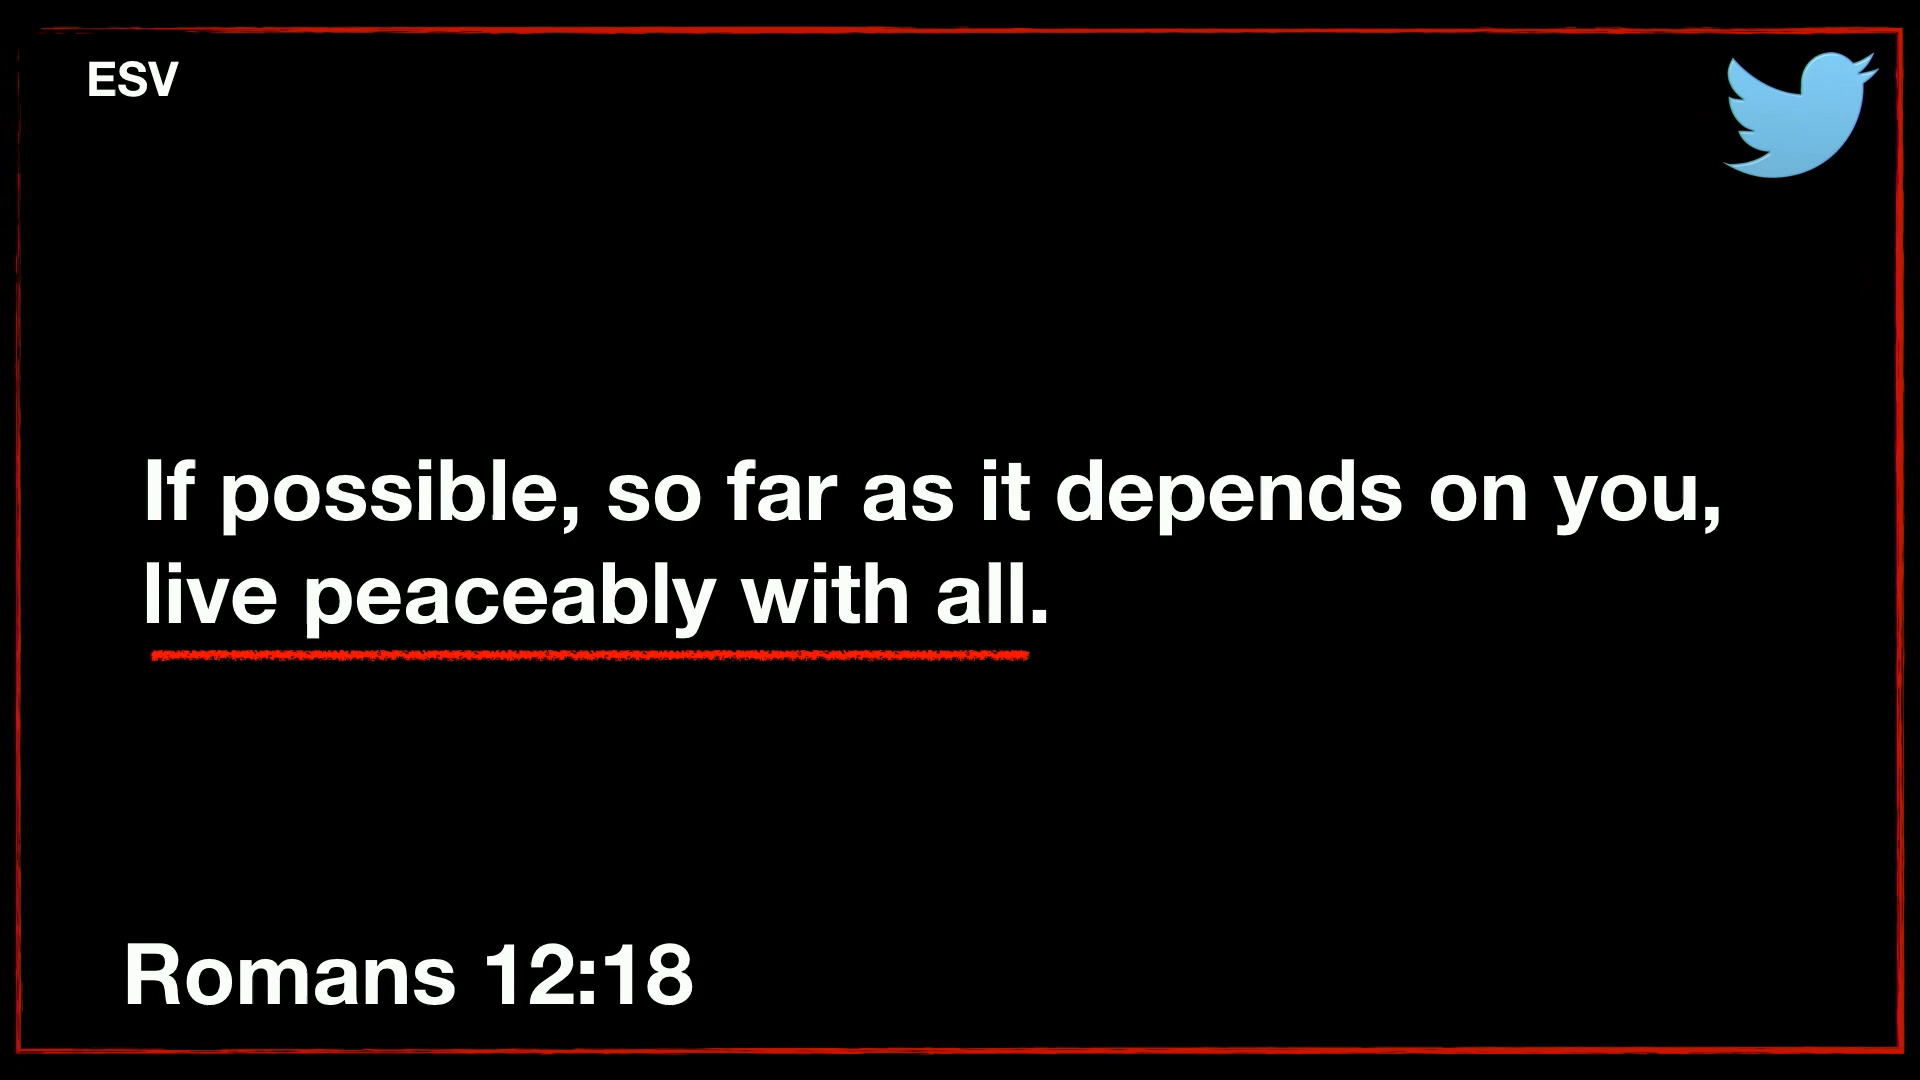 ESV
If possible, so far as it depends on you,
live peaceably with all.
Romans 12:18